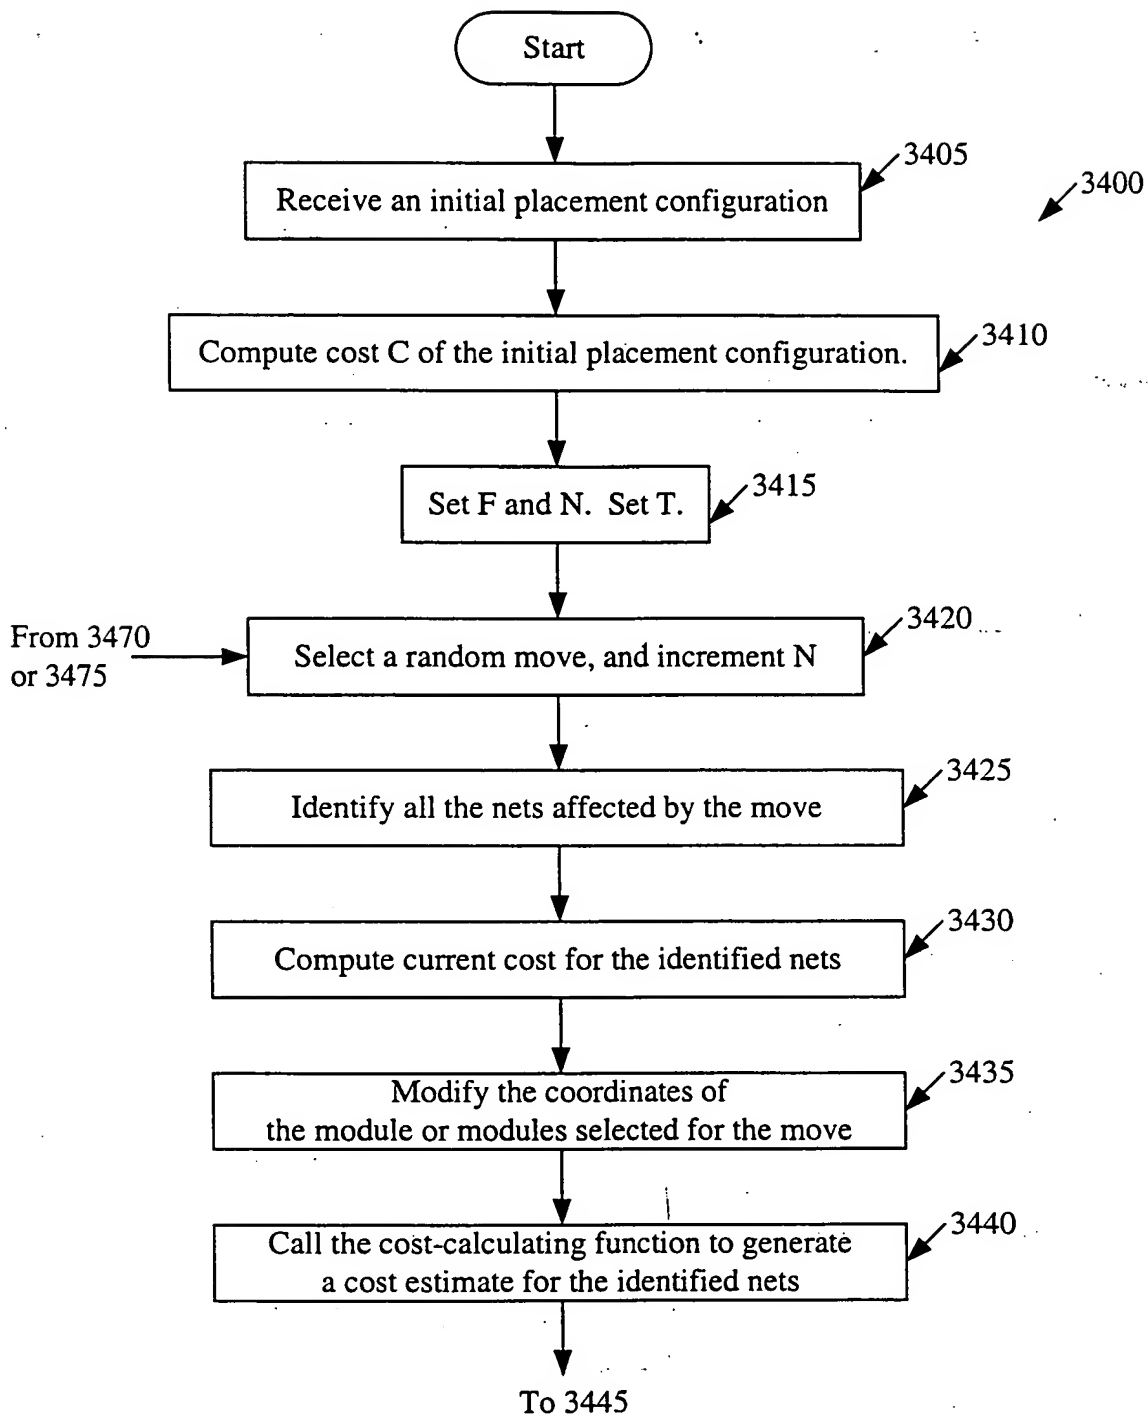 Start
3405
Receive an initial placement configuration
3400
3410
Compute cost C of the initial placement configuration.
3415
Set F and N. Set T.
3420
From 3470
or 3475
Select a random move, and increment N
3425
Identify all the nets affected by the move
3430
Compute current cost for the identified nets
3435
Modify the coordinates of
the module or modules selected for the move
3440
Call the cost-calculating function to generate
a cost estimate for the identified nets
To 3445